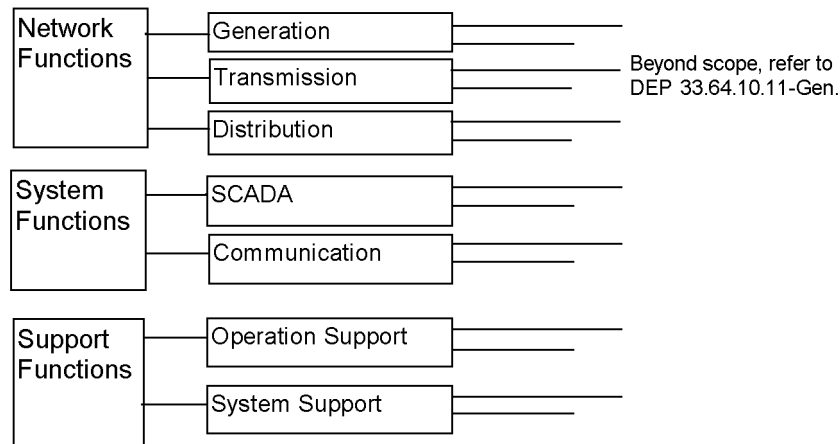 Network
Functions
Generation
Transmission
Distribution
Beyond scope, refer to
DEP 33.64.10.11-Gen.
System
Functions
SCADA
Communication
Support
Functions
Operation Support
System Support